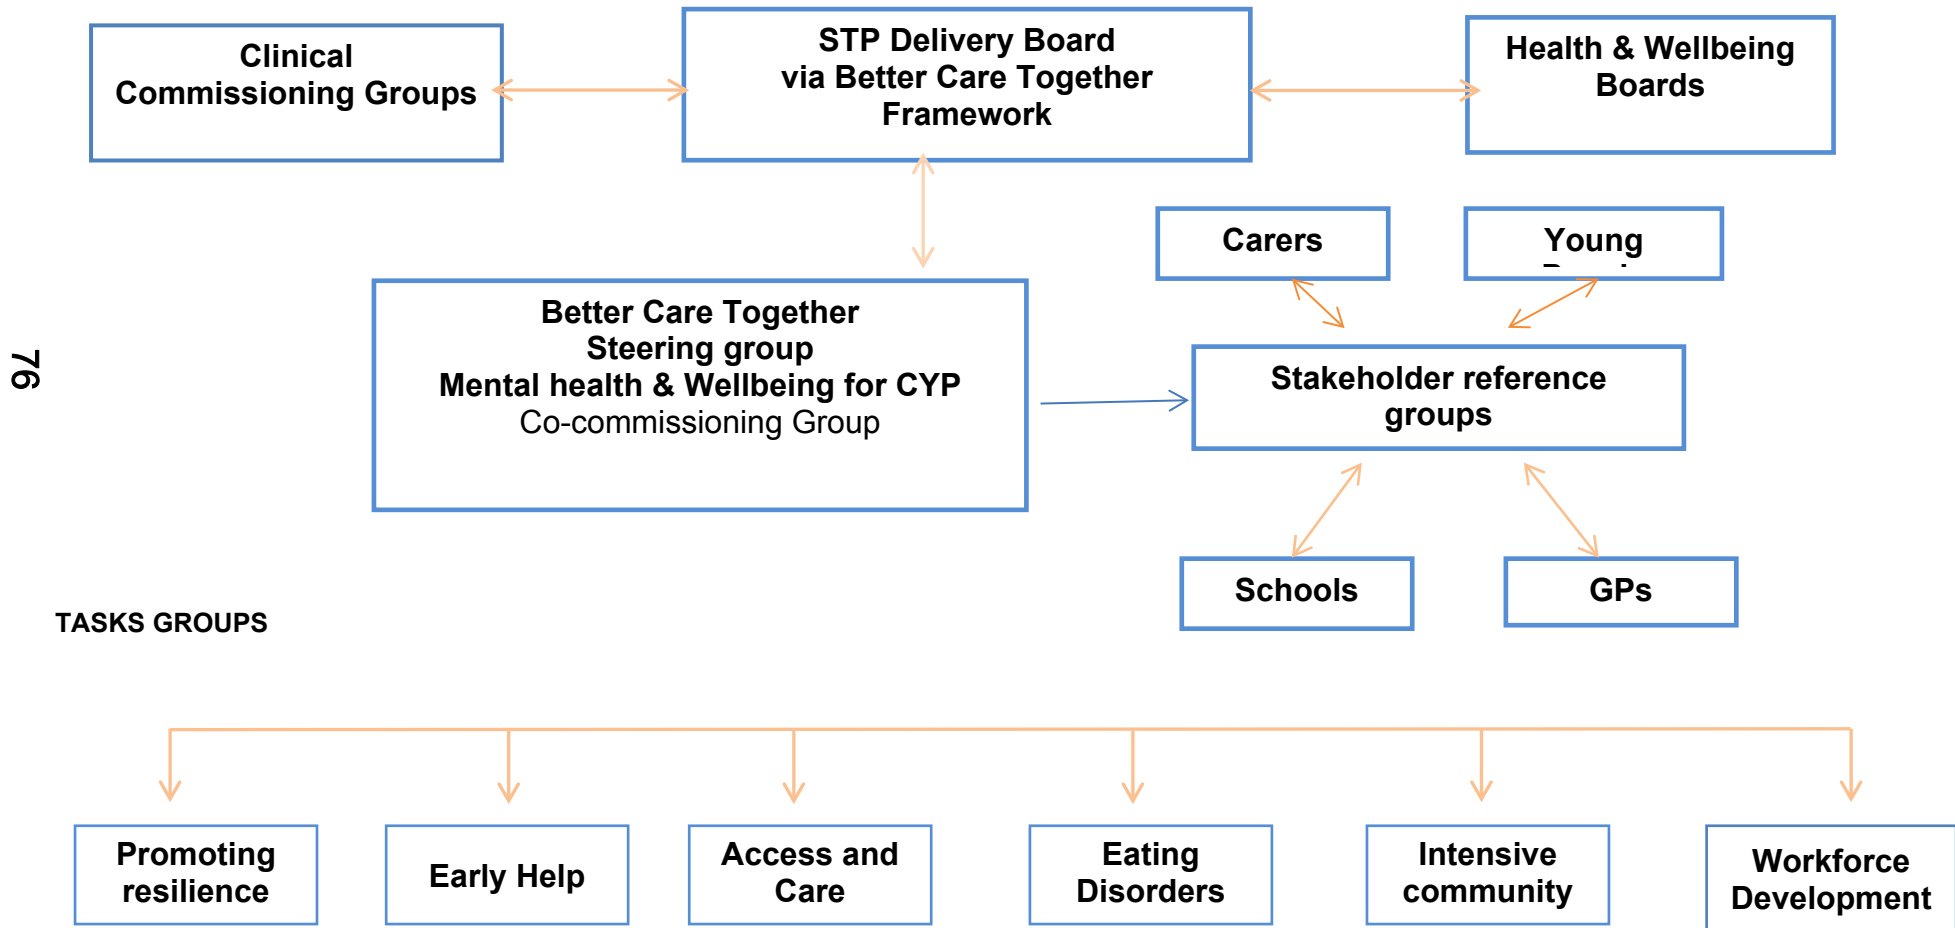 Clinical
Commissioning Groups
STP Delivery Board
via Better Care Together
Framework
Health & Wellbeing
Boards
Carers
Young
Better Care Together
Steering group
Mental health & Wellbeing for CYP
Co-commissioning Group
Stakeholder reference
groups
76
Schools
GPs
TASKS GROUPS
Promoting
resilience
Early Help
Access and
Care
Eating
Disorders
Intensive
community
Workforce
Development